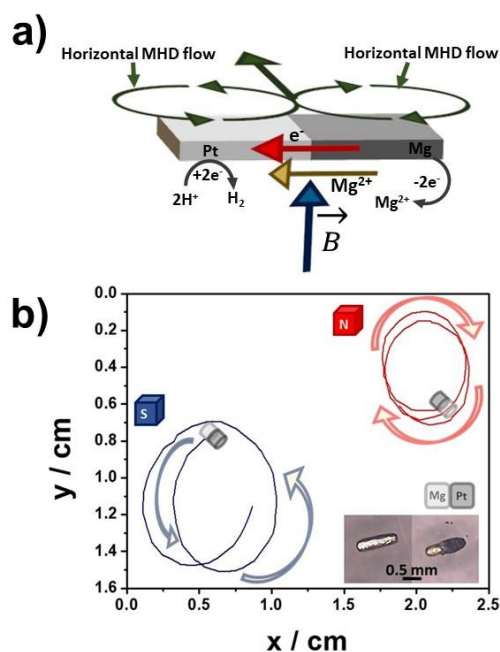 a)
Horizontal MHD flow
Horizontal MHD flow
e⁻
Pt
Mg
+2e⁻
Mg²⁺
-2e⁻
2H⁺
H₂
Mg²⁺
B
b)
0.0
0.2
0.4
0.6
0.8
1.0
1.2
1.4
1.6
y / cm
N
S
Mg
Pt
0.5 mm
0.0
0.5
1.0
1.5
2.0
2.5
x / cm